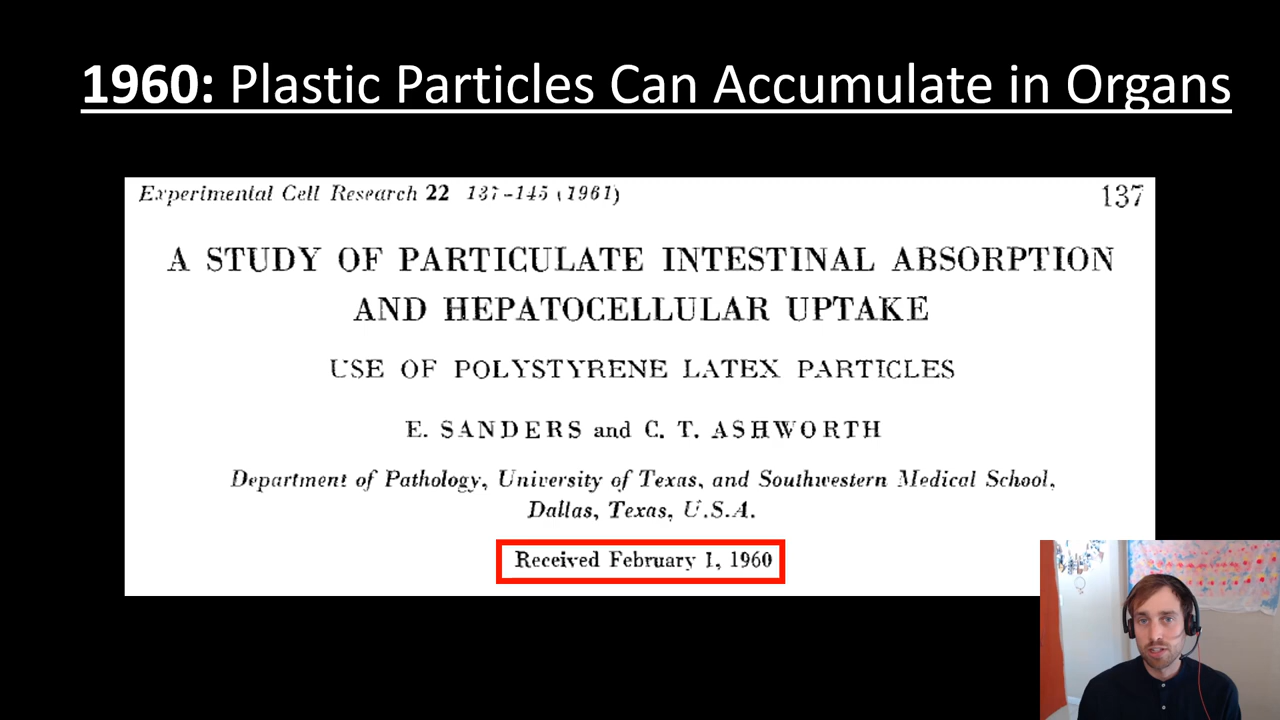 1960: Plastic Particles Can Accumulate in Organs
Experimental Cell Research 22 137-145 (1961)
137
A STUDY OF PARTICULATE INTESTINAL ABSORPTION
AND HEPATOCELLULAR UPTAKE
USE OF POLYSTYRENE LATEX PARTICLES
E. SANDERS and C. T. ASHWORTH
Department of Pathology, University of Texas, and Southwestern Medical School,
Dallas, Texas, U.S.A.
Received February 1, 1960